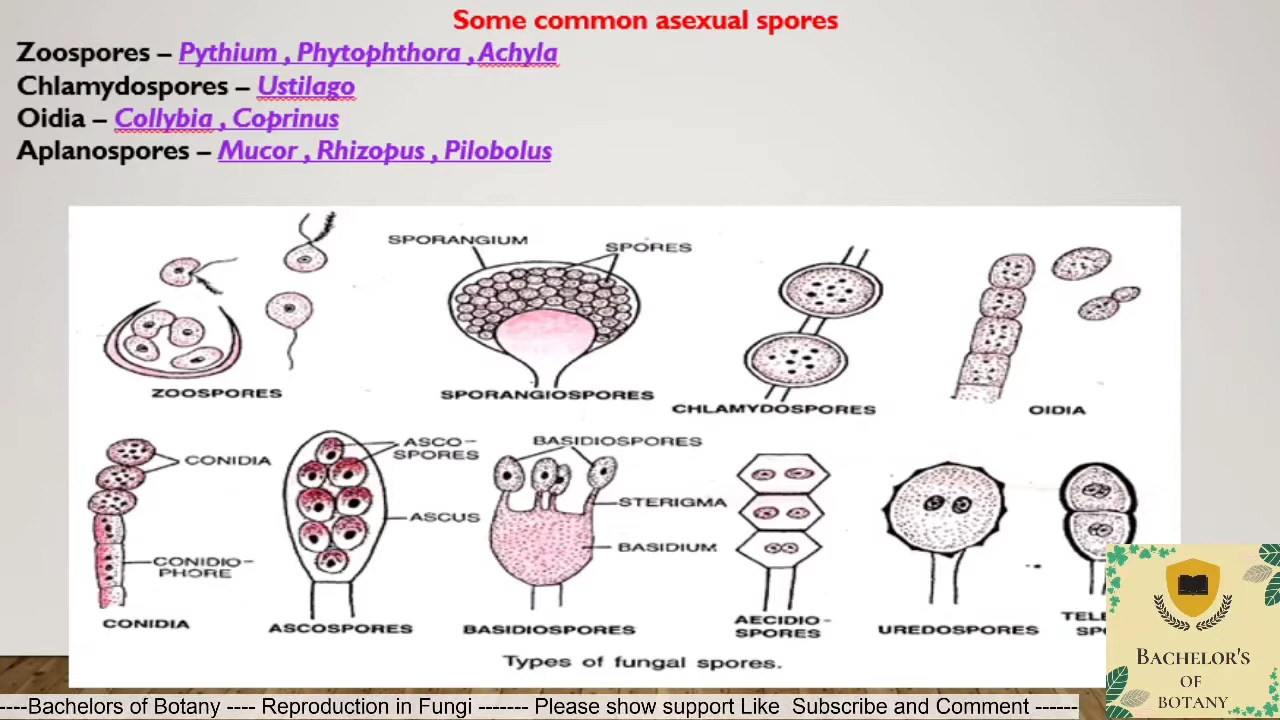 Some common asexual spores
Zoospores – Pythium , Phytophthora , Achyla
Chlamydospores – Ustilago
Oidia – Collybia , Coprinus
Aplanospores – Mucor , Rhizopus , Pilobolus
SPORANGIUM
SPORES
ZOOSPORES
SPORANGIOSPORES
CHLAMYDOSPORES
OIDIA
CONIDIA
CONIDIO-
PHORE
CONIDIA
ASCO-
SPORES
ASCUS
ASCOSPORES
BASIDIOSPORES
STERIGMA
BASIDIUM
BASIDIOSPORES
AECIDIO-
SPORES
UREDOSPORES
TELE
SPO
Types of fungal spores.
BACHELOR'S
OF
BOTANY
----Bachelors of Botany ---- Reproduction in Fungi ------- Please show support Like Subscribe and Comment ------